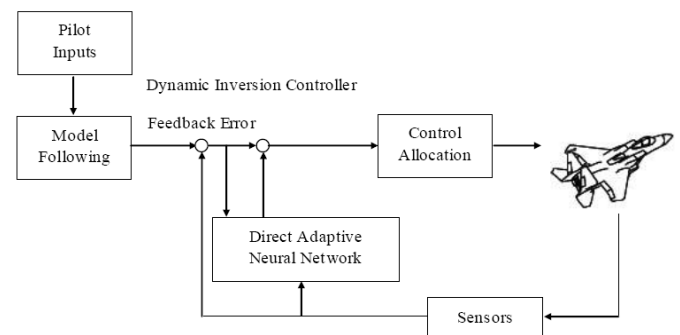 Pilot
Inputs
Dynamic Inversion Controller
Model
Following
Feedback Error
Control
Allocation
Direct Adaptive
Neural Network
Sensors